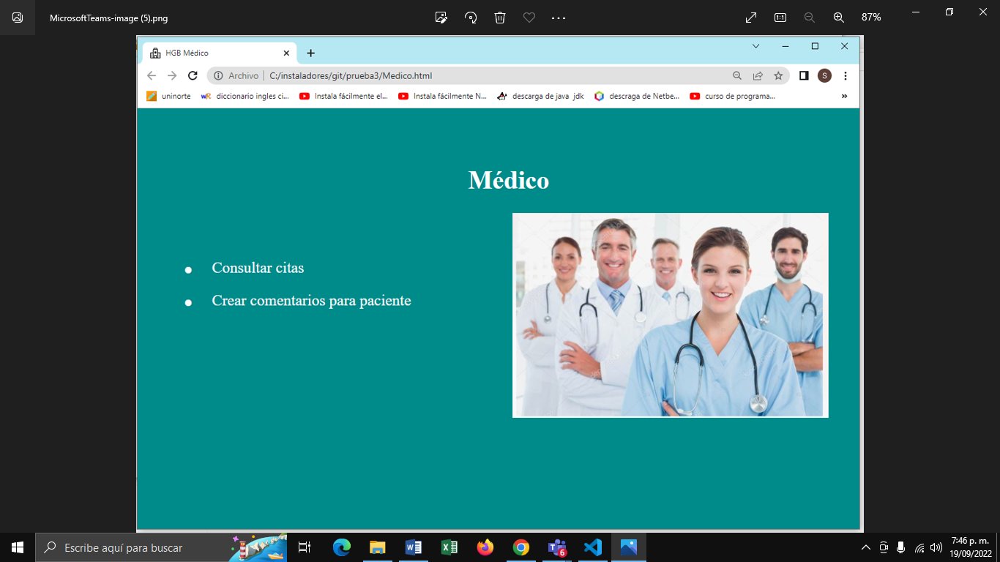 MicrosoftTeams-image (5).png
87%
HGB Médico
Archivo C:/instaladores/git/prueba3/Medico.html
S
uninorte
diccionario ingles ci...
Instala fácilmente el...
Instala fácilmente N...
descarga de java jdk
descraga de Netbe...
curso de programa...
Médico
Consultar citas
Crear comentarios para paciente
Escribe aquí para buscar
6
7:46 p. m.
19/09/2022